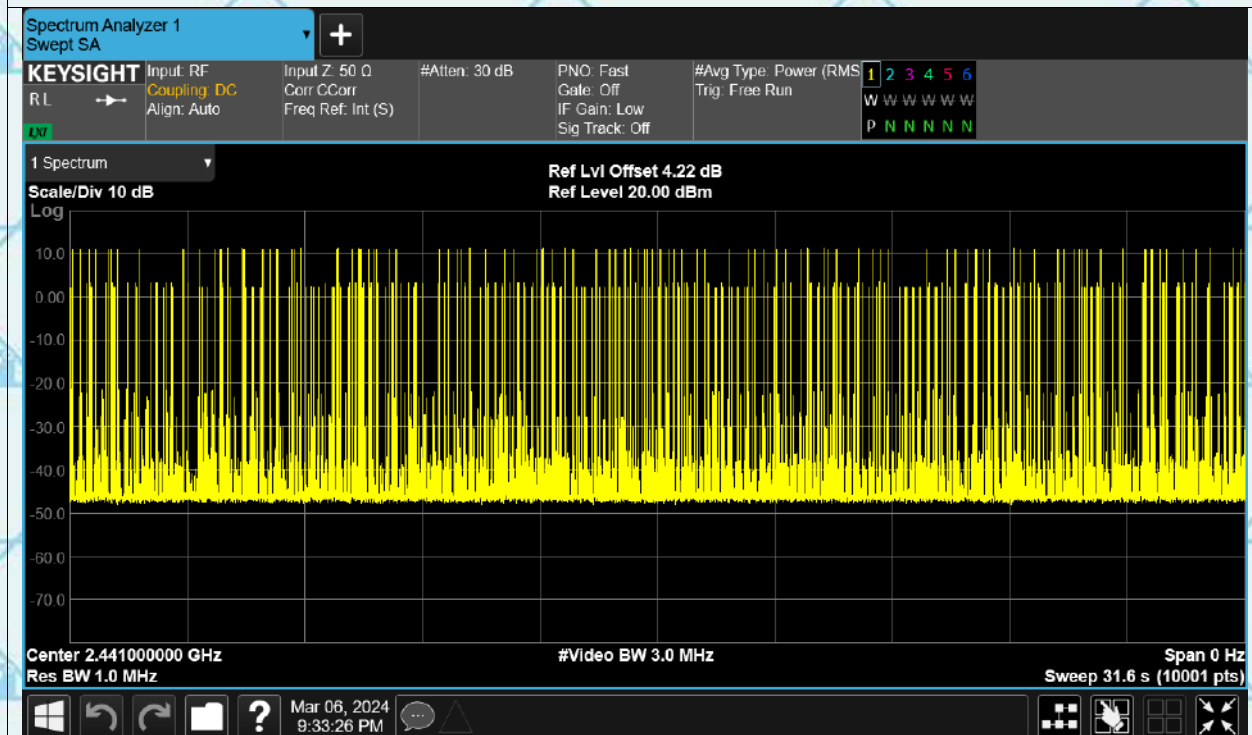 Spectrum Analyzer 1
Swept SA
+
KEYSIGHT
RL
LXI
Input: RF
Coupling: DC
Align: Auto
Input Z: 50 Ω
Corr CCorr
Freq Ref: Int (S)
#Atten: 30 dB
PNO: Fast
Gate: Off
IF Gain: Low
Sig Track: Off
#Avg Type: Power (RMS
Trig: Free Run
1 2 3 4 5 6
W W W W W W
P N N N N N
1 Spectrum
Scale/Div 10 dB
Ref Lvl Offset 4.22 dB
Ref Level 20.00 dBm
Log
10.0
0.00
-10.0
-20.0
-30.0
-40.0
-50.0
-60.0
-70.0
Center 2.441000000 GHz
Res BW 1.0 MHz
#Video BW 3.0 MHz
Span 0 Hz
Sweep 31.6 s (10001 pts)
?
Mar 06, 2024
9:33:26 PM